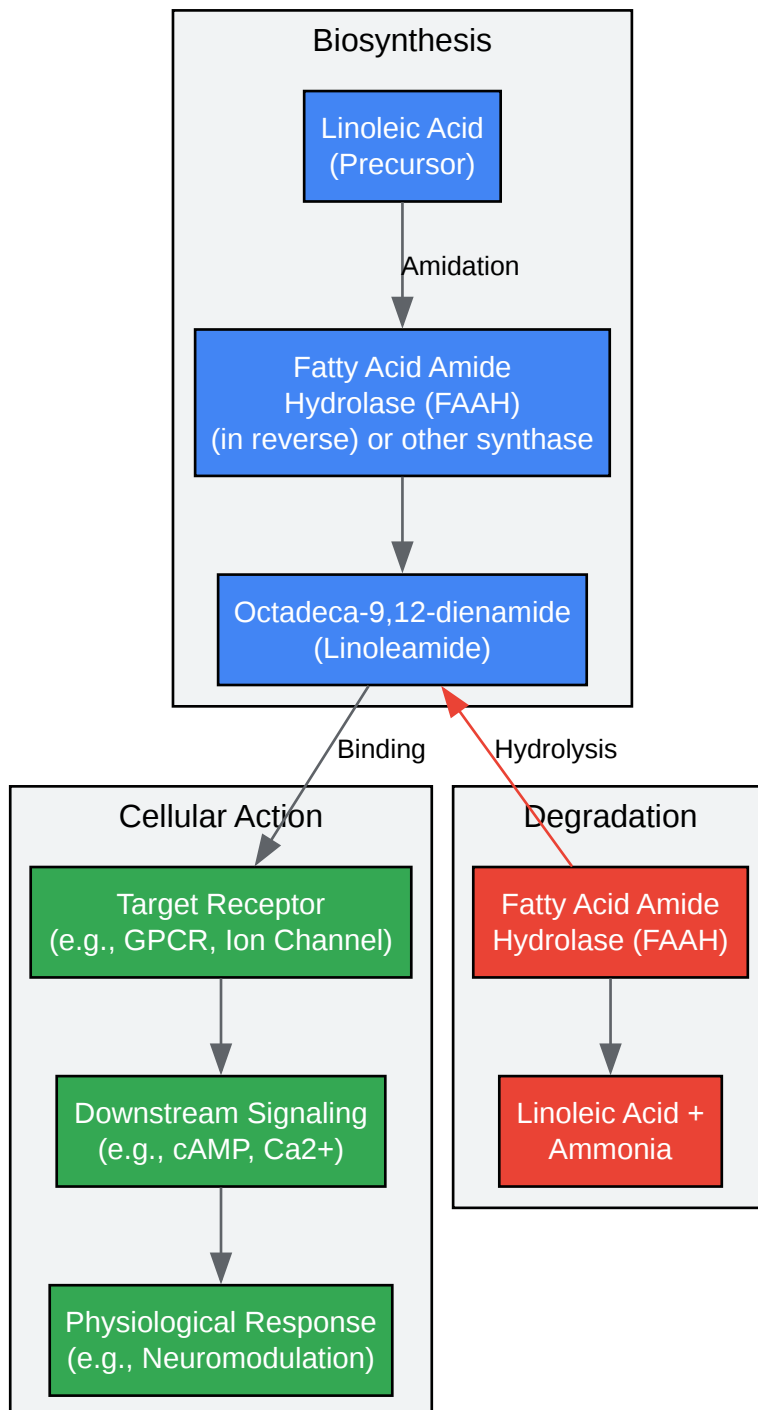 Biosynthesis
Linoleic Acid
(Precursor)
Amidation
Fatty Acid Amide
Hydrolase (FAAH)
(in reverse) or other synthase
Octadeca-9,12-dienamide
(Linoleamide)
Binding
Hydrolysis
Cellular Action
Target Receptor
(e.g., GPCR, Ion Channel)
Downstream Signaling
(e.g., cAMP, Ca2+)
Physiological Response
(e.g., Neuromodulation)
Degradation
Fatty Acid Amide
Hydrolase (FAAH)
Linoleic Acid +
Ammonia